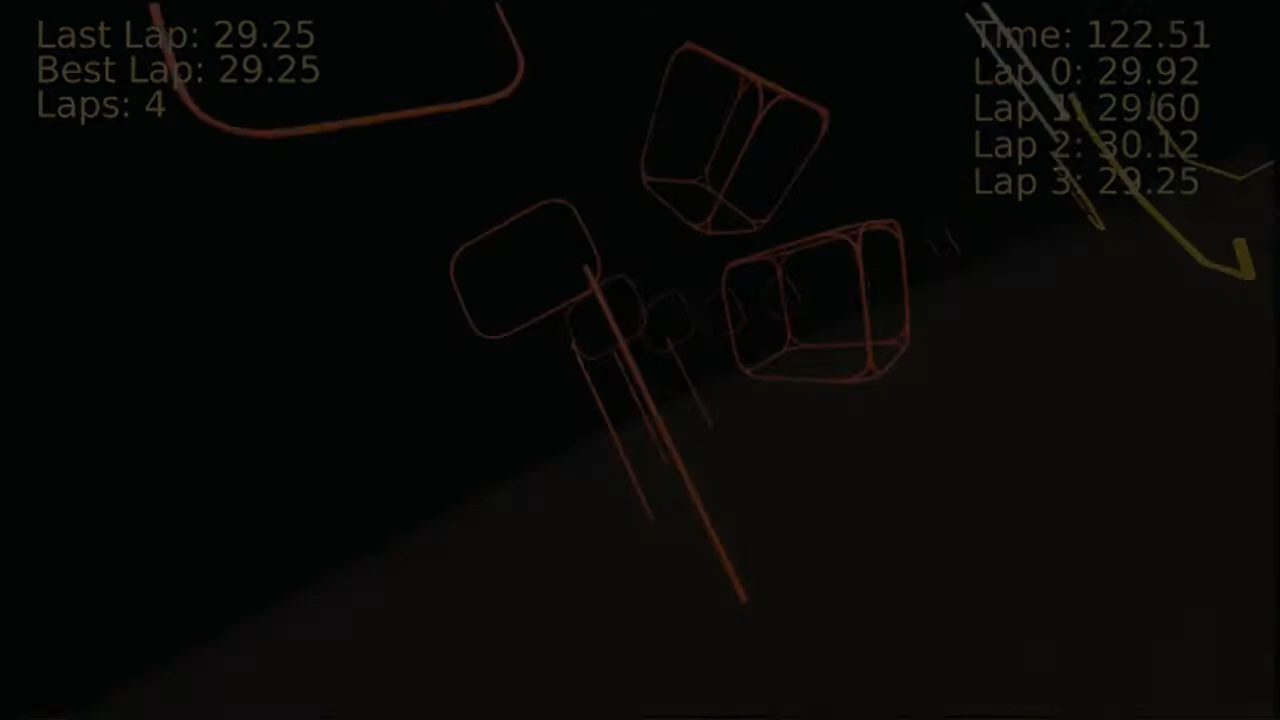 Last Lap: 29.25
Best Lap: 29.25
Laps: 4
Time: 122.51
Lap 0: 29.92
Lap 1: 29.60
Lap 2: 30.12
Lap 3: 29.25